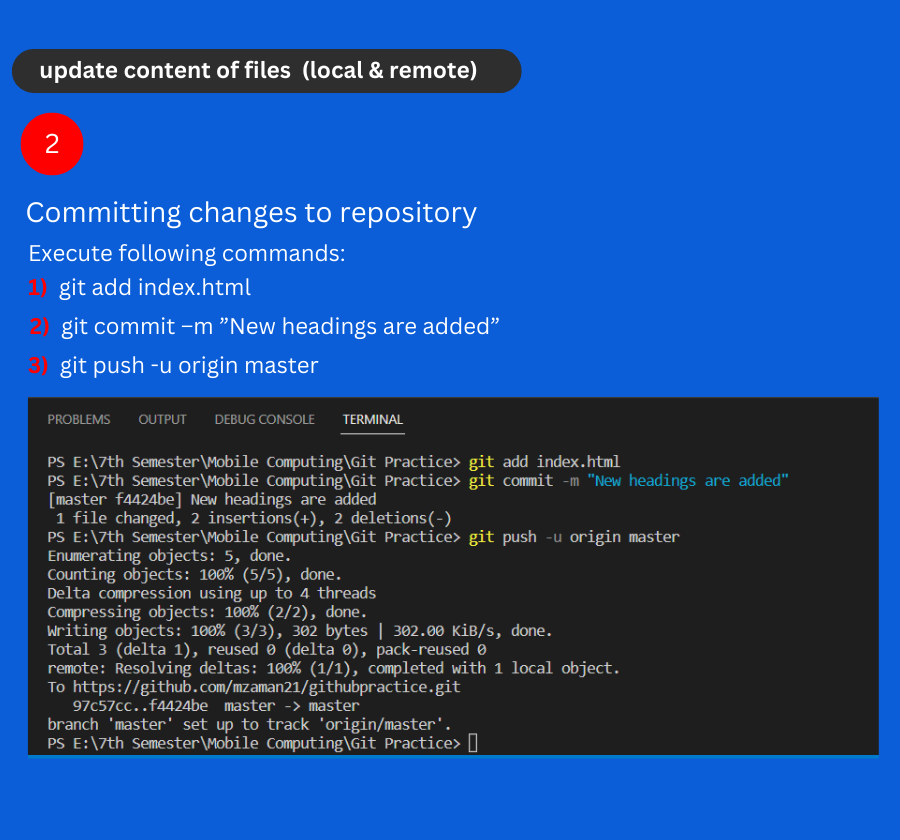 update content of files  (local & remote)
2
Committing changes to repository
Execute following commands:
1) git add index.html
2) git commit –m ”New headings are added”
3) git push -u origin master
PROBLEMS OUTPUT DEBUG CONSOLE TERMINAL
PS E:\7th Semester\Mobile Computing\Git Practice> git add index.html
PS E:\7th Semester\Mobile Computing\Git Practice> git commit -m "New headings are added"
[master f4424be] New headings are added
 1 file changed, 2 insertions(+), 2 deletions(-)
PS E:\7th Semester\Mobile Computing\Git Practice> git push -u origin master
Enumerating objects: 5, done.
Counting objects: 100% (5/5), done.
Delta compression using up to 4 threads
Compressing objects: 100% (2/2), done.
Writing objects: 100% (3/3), 302 bytes | 302.00 KiB/s, done.
Total 3 (delta 1), reused 0 (delta 0), pack-reused 0
remote: Resolving deltas: 100% (1/1), completed with 1 local object.
To https://github.com/mzaman21/githubpractice.git
   97c57cc..f4424be  master -> master
branch 'master' set up to track 'origin/master'.
PS E:\7th Semester\Mobile Computing\Git Practice>